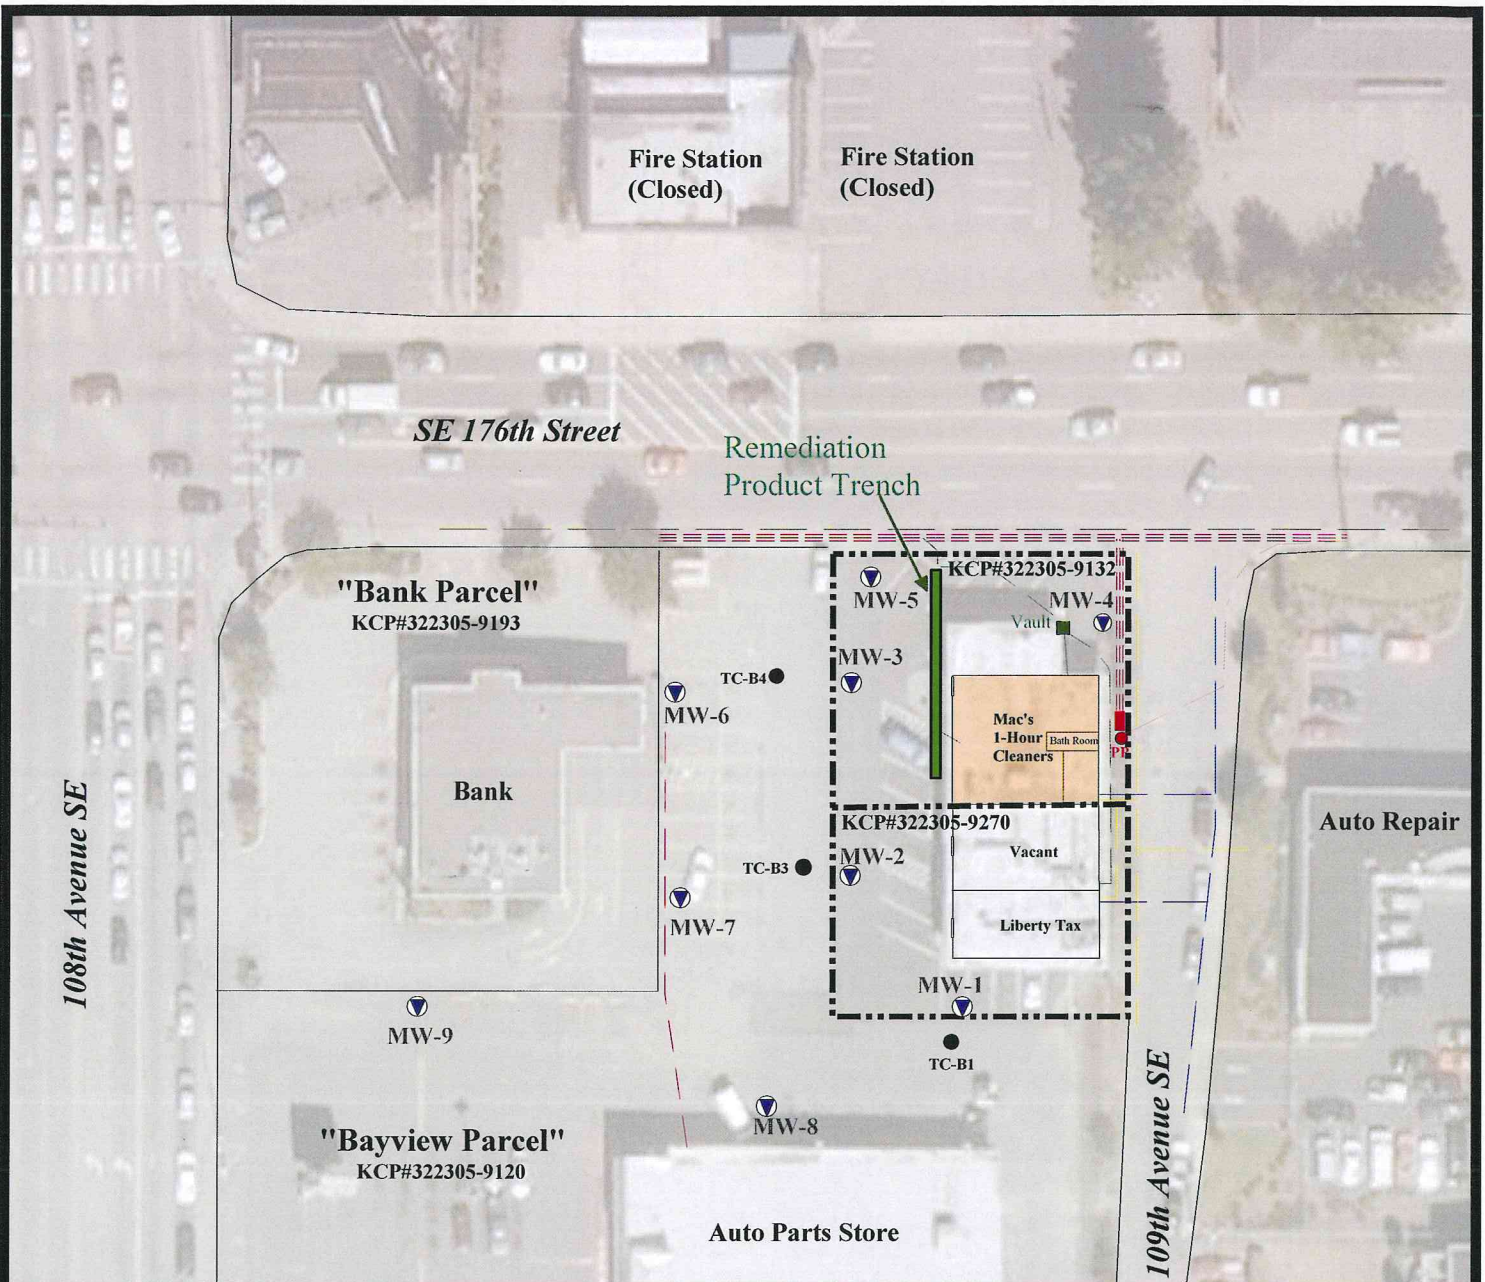 Fire Station
(Closed)
Fire Station
(Closed)
SE 176th Street
Remediation
Product Trench
"Bank Parcel"
KCP#322305-9193
KCP#322305-9132
MW-5
MW-4
Vault
MW-3
TC-B4
MW-6
Mac's
1-Hour
Cleaners
Bath Room
PP
Bank
108th Avenue SE
Auto Repair
KCP#322305-9270
MW-2
Vacant
TC-B3
MW-7
Liberty Tax
MW-1
MW-9
TC-B1
109th Avenue SE
MW-8
"Bayview Parcel"
KCP#322305-9120
Auto Parts Store